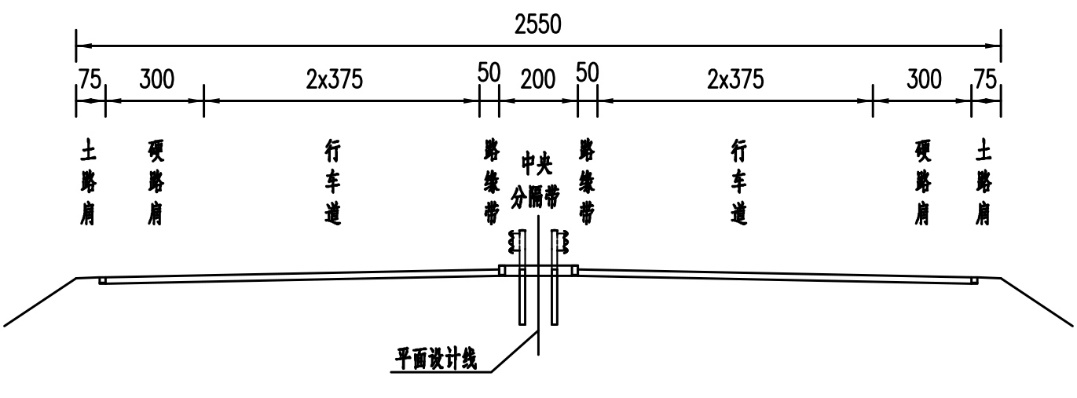 2550
75 300 2x375 50 200 50 2x375 300 75
土路肩 硬路肩 行车道 路缘带 中央分隔带 路缘带 行车道 硬路肩 土路肩
平面设计线